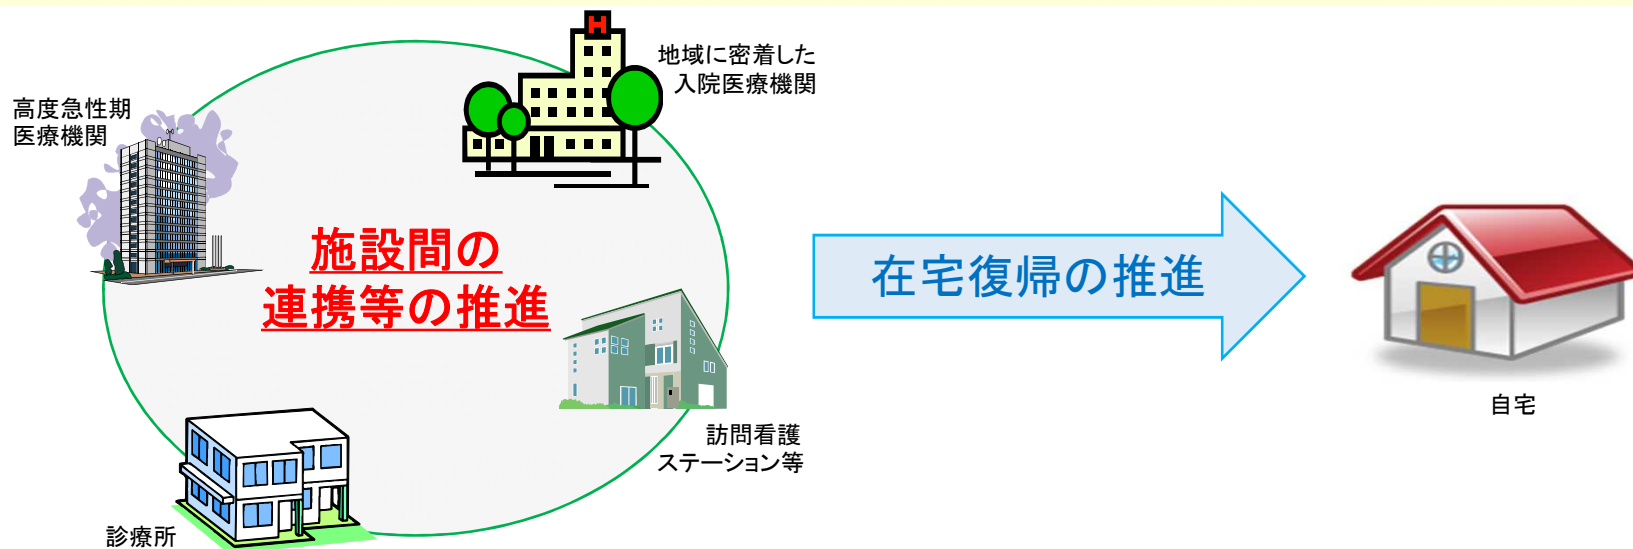 地域に密着した
入院医療機関
高度急性期
医療機関
H
施設間の
連携等の推進
訪問看護
ステーション等
診療所
在宅復帰の推進
自宅